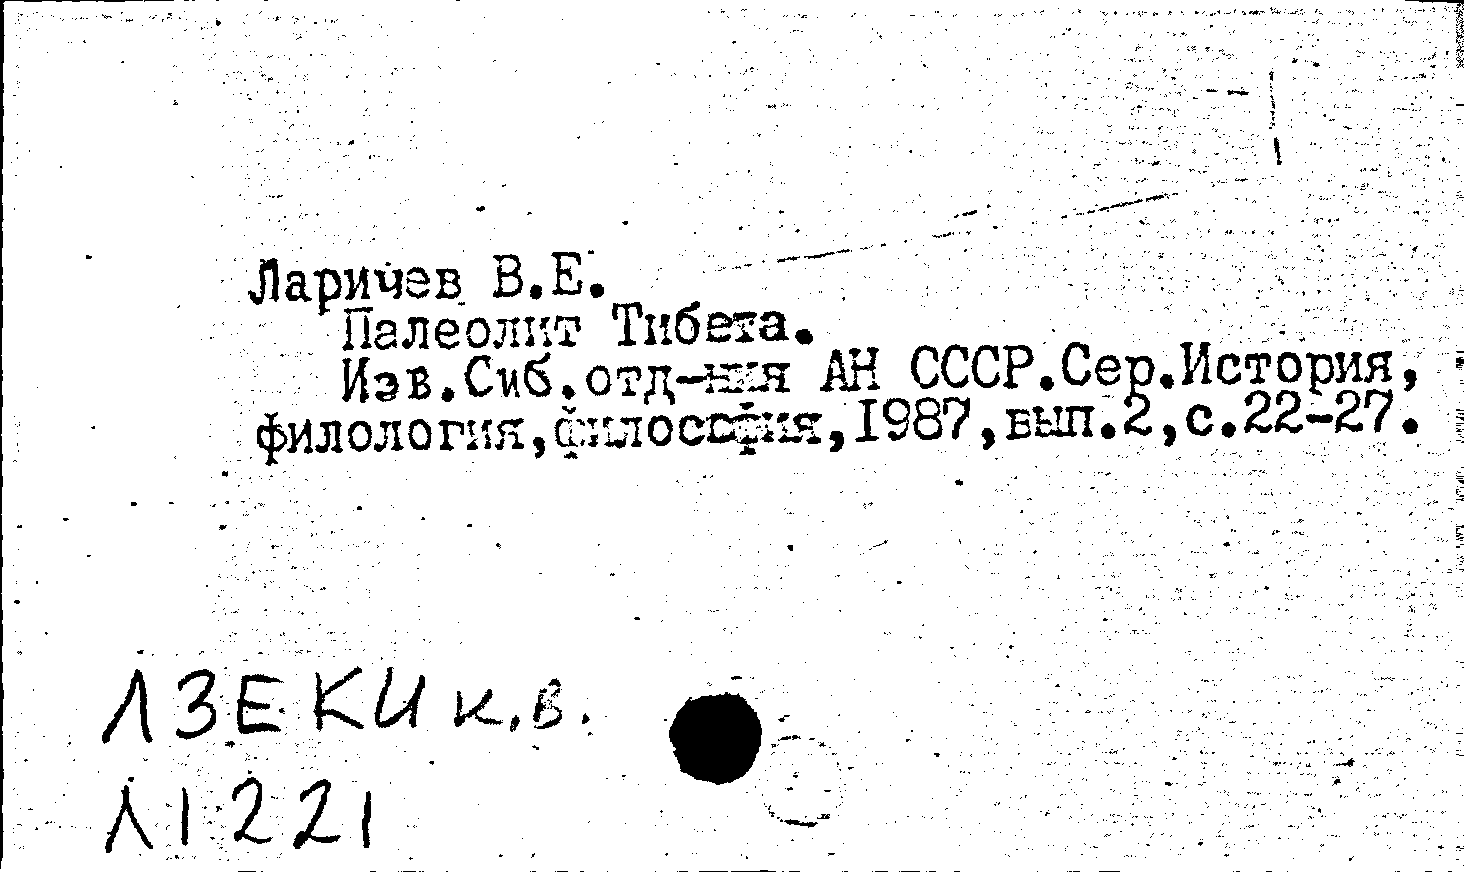 Ларичев В.Е.
Палеолит Тибета.
Изв.Сиб.отд-ния АН СССР.Сер.История,
филология,философия,1987,вып.2,с.22-27.
ЛЗЕКИ к.в.
Л1221